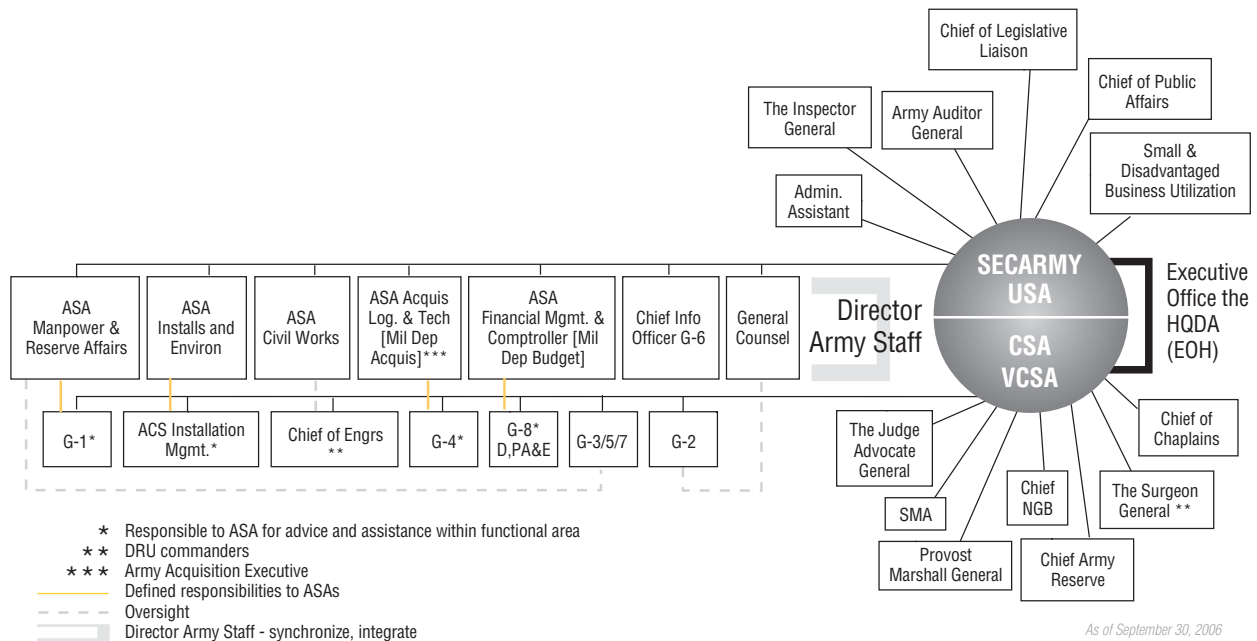 Chief of Legislative
Liaison
Chief of Public
Affairs
The Inspector
General
Army Auditor
General
Small &
Disadvantaged
Business Utilization
Admin.
Assistant
SECARMY
USA
CSA
VCSA
Executive
Office the
HQDA
(EOH)
Director
Army Staff
ASA
Manpower &
Reserve Affairs
ASA
Installs and
Environ
ASA
Civil Works
ASA Acquis
Log. & Tech
[Mil Dep
Acquis]***
ASA
Financial Mgmt. &
Comptroller [Mil
Dep Budget]
Chief Info
Officer G-6
General
Counsel
G-1*
ACS Installation
Mgmt.*
Chief of Engrs
**
G-4*
G-8*
D,PA&E
G-3/5/7
G-2
The Judge
Advocate
General
SMA
Provost
Marshall General
Chief
NGB
Chief Army
Reserve
The Surgeon
General **
Chief of
Chaplains
* Responsible to ASA for advice and assistance within functional area
** DRU commanders
*** Army Acquisition Executive
Defined responsibilities to ASAs
Oversight
Director Army Staff - synchronize, integrate
As of September 30, 2006